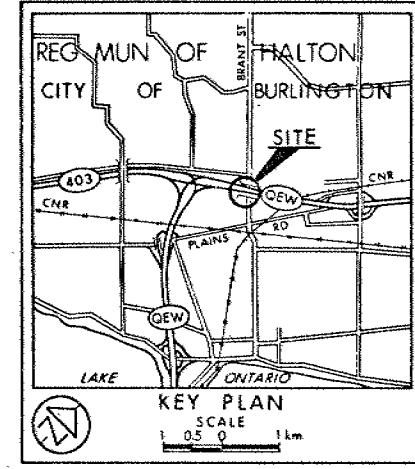 BRANT ST
REG MUN OF HALTON
CITY OF BURLINGTON
SITE
403
CNR
QEW
CNR
PLAINS RD
QEW
LAKE ONTARIO
KEY PLAN
SCALE
1 0.5 0 1 km